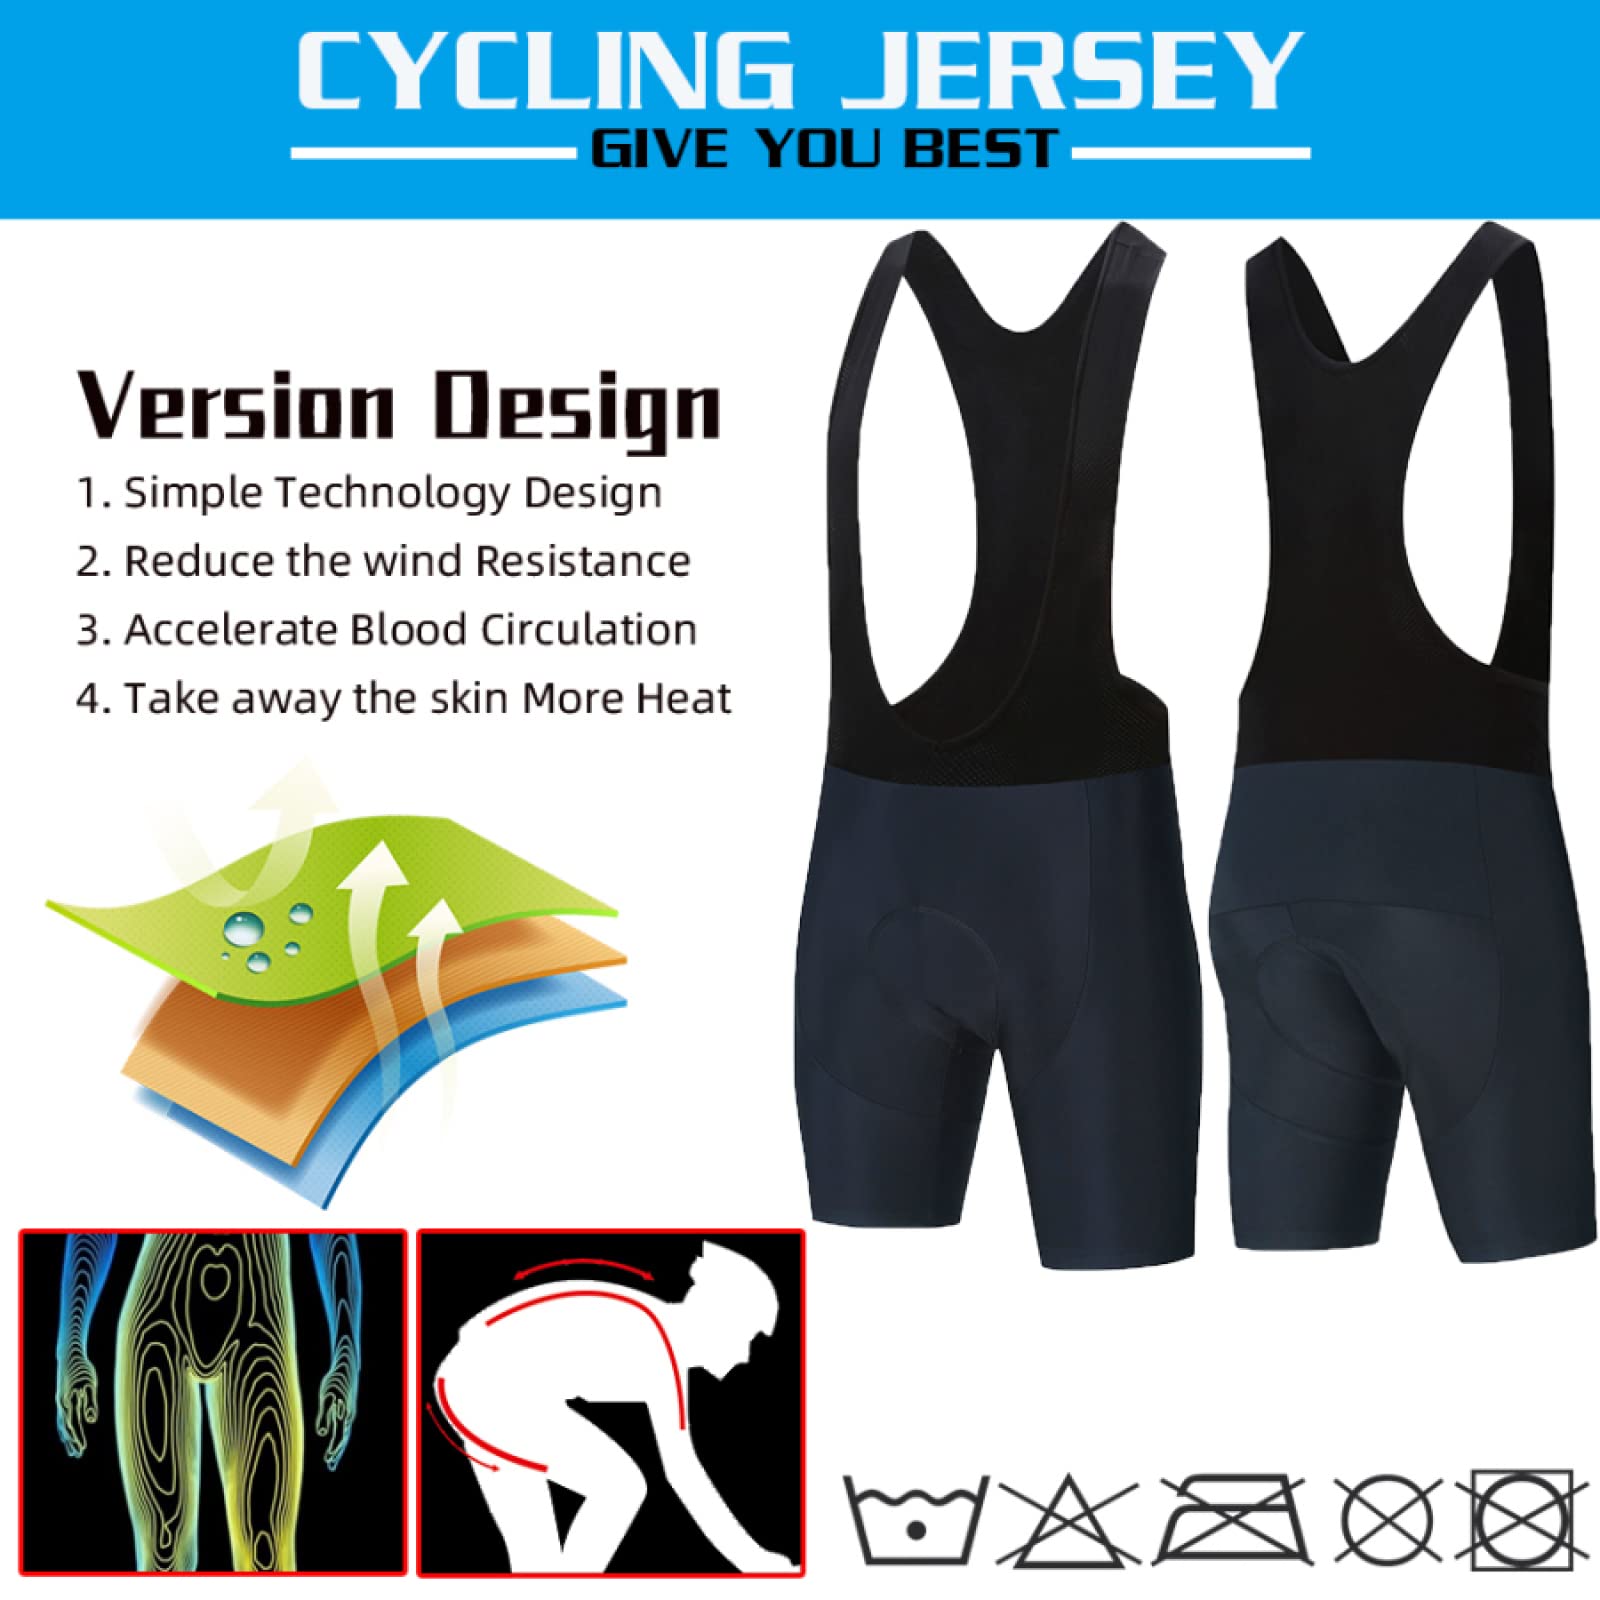 CYCLING JERSEY
GIVE YOU BEST
Version Design
1. Simple Technology Design
2. Reduce the wind Resistance
3. Accelerate Blood Circulation
4. Take away the skin More Heat